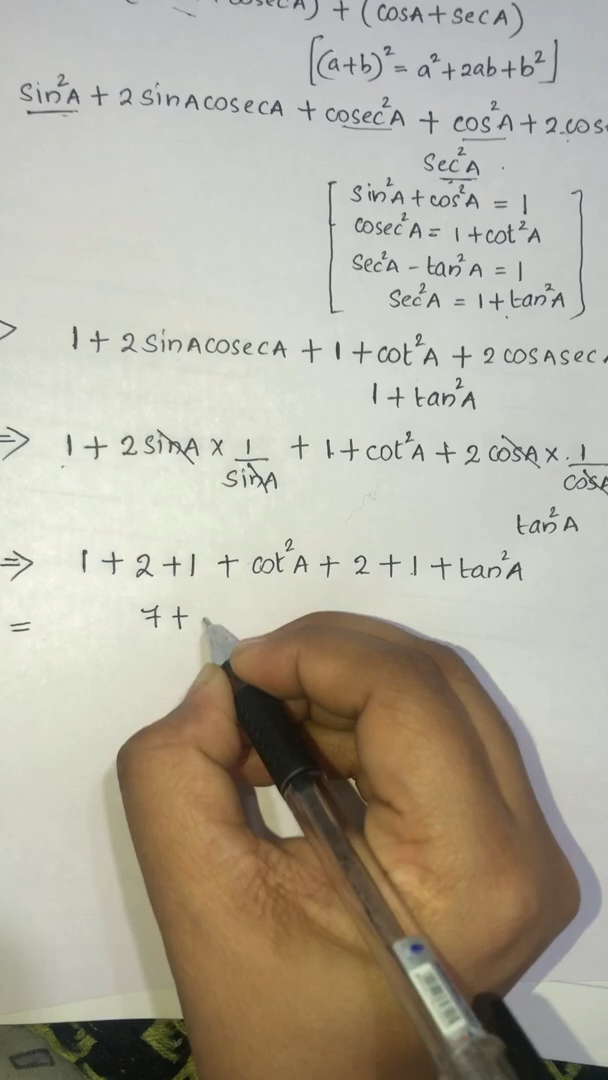 cosecA) + (cosA + secA)
[(a+b)² = a² + 2ab + b²]
sin²A + 2 sinA cosecA + cosec²A + cos²A + 2.cos
sec²A .
sin²A + cos²A = 1
cosec²A = 1 + cot²A
sec²A - tan²A = 1
sec²A = 1 + tan²A
1 + 2 sinA cosecA + 1 + cot²A + 2 cosA sec
1 + tan²A
⇒ 1 + 2 sinA × 1/sinA + 1 + cot²A + 2 cosA × 1/cosA
tan²A
⇒ 1 + 2 + 1 + cot²A + 2 + 1 + tan²A
= 7 +